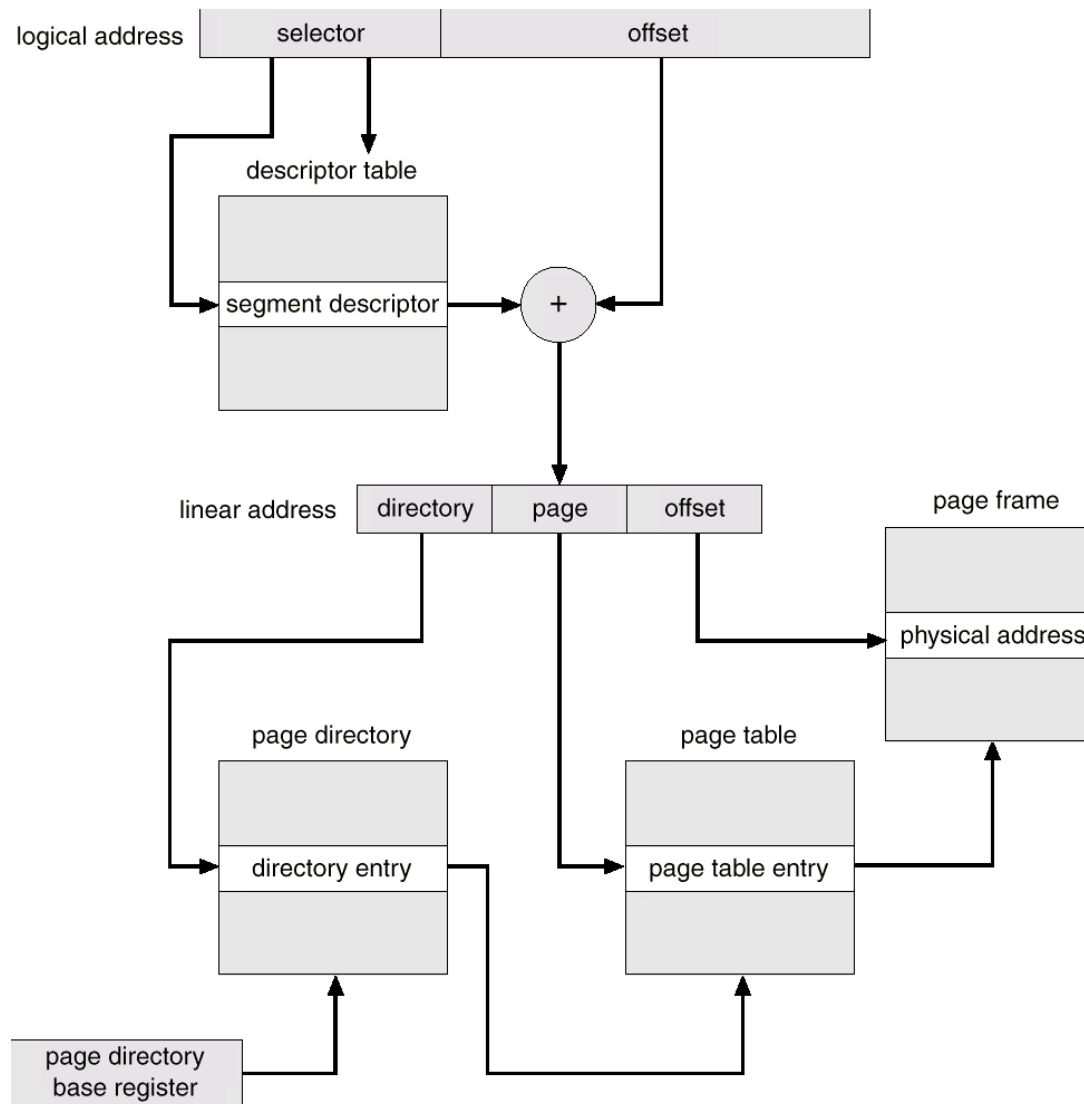 logical address
selector
offset
descriptor table
segment descriptor
+
linear address
directory
page
offset
page frame
physical address
page directory
page table
directory entry
page table entry
page directory
base register